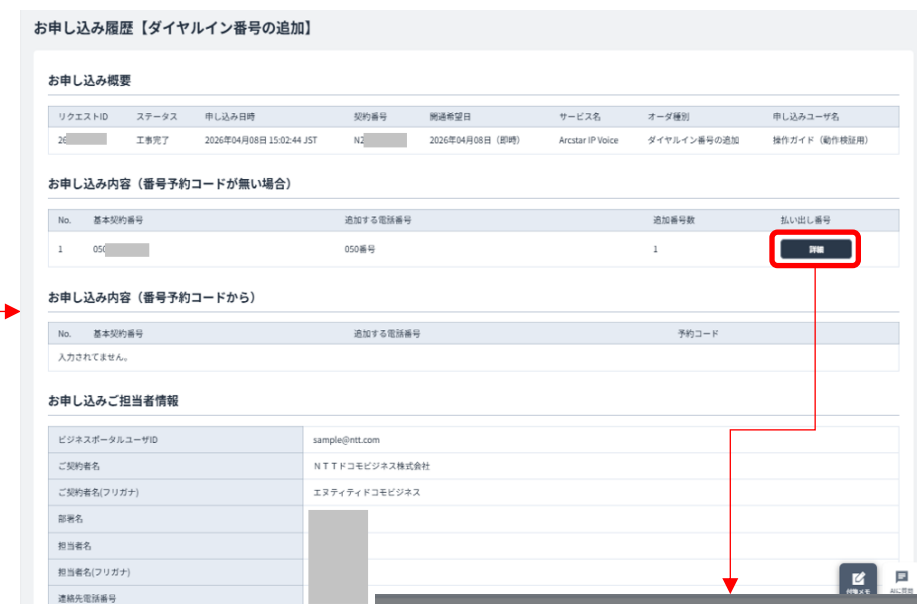 お申し込み履歴【ダイヤルイン番号の追加】
お申し込み概要
リクエストID ステータス 申し込み日時 契約番号 開通希望日 サービス名 オーダ種別 申し込みユーザ名
26 工事完了 2026年04月08日 15:02:44 JST N2 2026年04月08日（即時） Arcstar IP Voice ダイヤルイン番号の追加 操作ガイド（動作検証用）
お申し込み内容（番号予約コードが無い場合）
No. 基本契約番号 追加する電話番号 追加番号数 払い出し番号
1 050 050番号 1 詳細
お申し込み内容（番号予約コードから）
No. 基本契約番号 追加する電話番号 予約コード
入力されてません。
お申し込みご担当者情報
ビジネスポータルユーザID sample@ntt.com
ご契約者名 ＮＴＴドコモビジネス株式会社
ご契約者名(フリガナ) エヌティティドコモビジネス
部署名
担当者名
担当者名(フリガナ)
連絡先電話番号